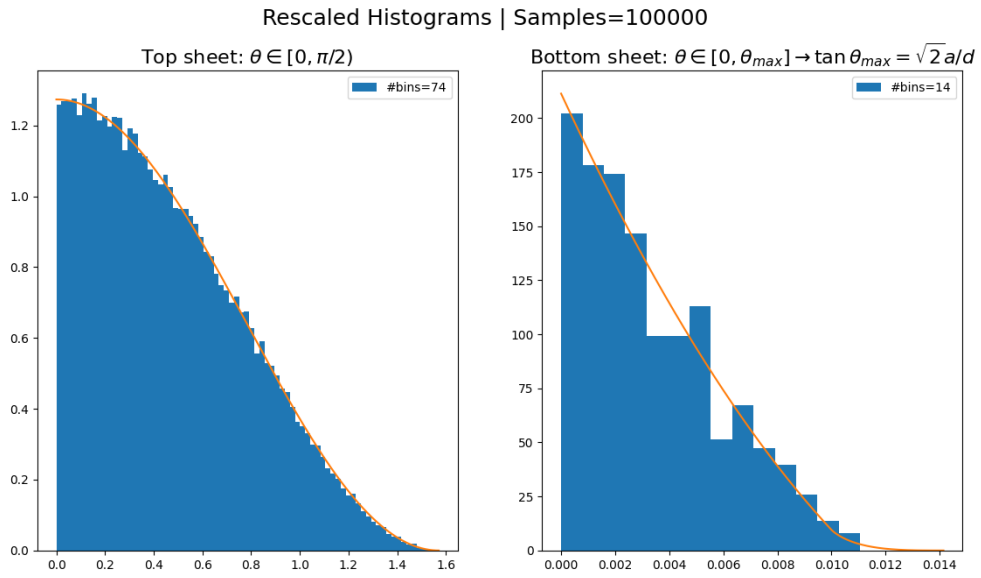 Rescaled Histograms | Samples=100000
Top sheet: θ ∈ [0, π/2)
#bins=74
1.2
1.0
0.8
0.6
0.4
0.2
0.0
0.0 0.2 0.4 0.6 0.8 1.0 1.2 1.4 1.6
Bottom sheet: θ ∈ [0, θ_max] → tan θ_max = √2a/d
#bins=14
200
175
150
125
100
75
50
25
0
0.000 0.002 0.004 0.006 0.008 0.010 0.012 0.014